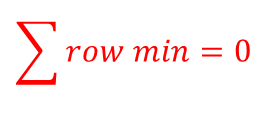 ∑ row min = 0